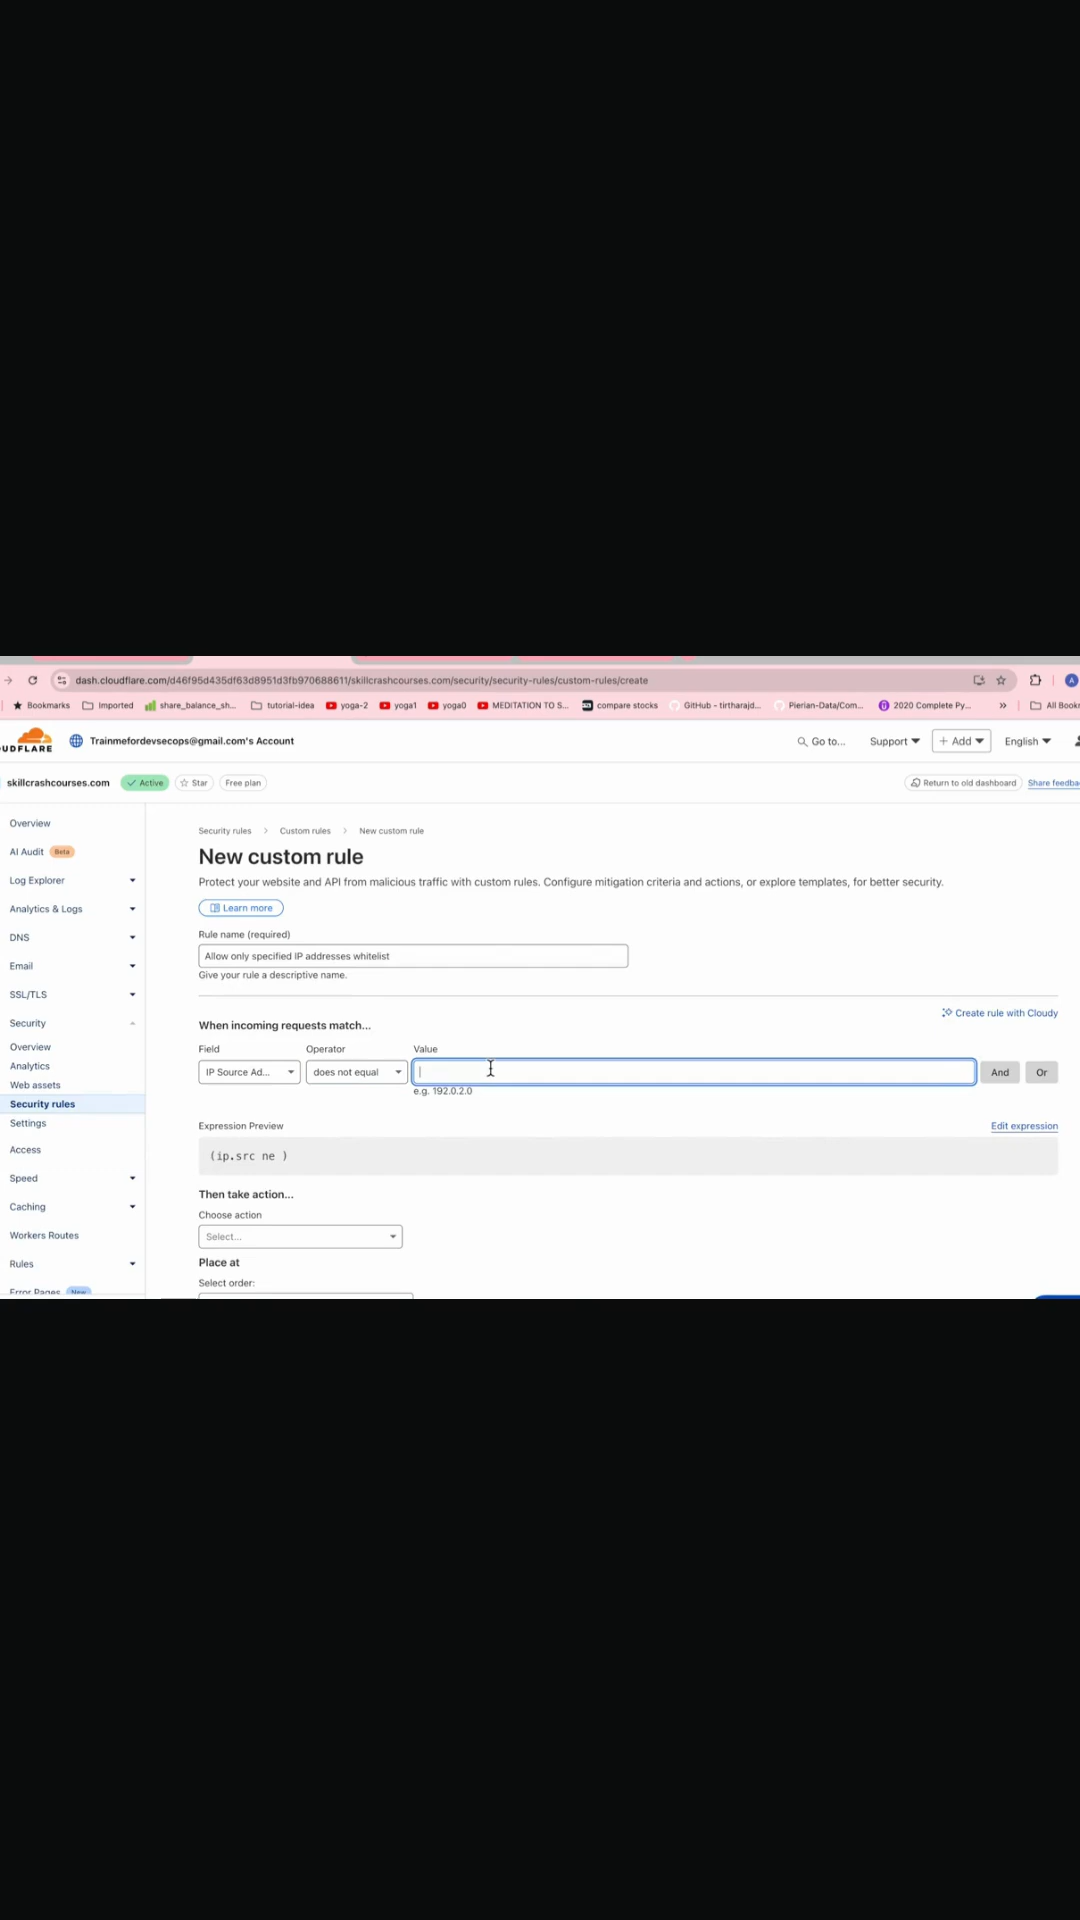 dash.cloudflare.com/d46f95d435df63d8951d3fb970688611/skillcrashcourses.com/security/security-rules/custom-rules/create
Bookmarks Imported share_balance_sh... tutorial-idea yoga-2 yoga1 yoga0 MEDITATION TO S... compare stocks GitHub - tirtharajd... Pierian-Data/Com... 2020 Complete Py... » All Bookr
UDFLARE Trainmefordevsecops@gmail.com's Account Go to... Support + Add English
skillcrashcourses.com Active Star Free plan Return to old dashboard Share feedba
Overview
AI Audit Beta
Log Explorer
Analytics & Logs
DNS
Email
SSL/TLS
Security
Overview
Analytics
Web assets
Security rules
Settings
Access
Speed
Caching
Workers Routes
Rules
Error Pages New
Security rules > Custom rules > New custom rule
New custom rule
Protect your website and API from malicious traffic with custom rules. Configure mitigation criteria and actions, or explore templates, for better security.
Learn more
Rule name (required)
Allow only specified IP addresses whitelist
Give your rule a descriptive name.
Create rule with Cloudy
When incoming requests match...
Field Operator Value
IP Source Ad... does not equal And Or
e.g. 192.0.2.0
Expression Preview Edit expression
(ip.src ne )
Then take action...
Choose action
Select...
Place at
Select order: